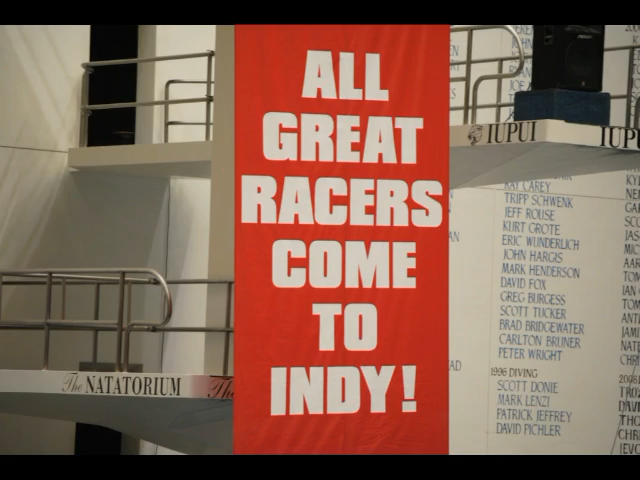 ALL
GREAT
RACERS
COME
TO
INDY!
The NATATORIUM
The
IUPUI
IUPUI
RAY CAREY
TRIPP SCHWENK
JEFF ROUSE
KURT GROTE
ERIC WUNDERLICH
JOHN HARGIS
MARK HENDERSON
DAVID FOX
GREG BURGESS
SCOTT TUCKER
BRAD BRIDGEWATER
CARLTON BRUNER
PETER WRIGHT
1996 DIVING
SCOTT DONIE
MARK LENZI
PATRICK JEFFREY
DAVID PICHLER